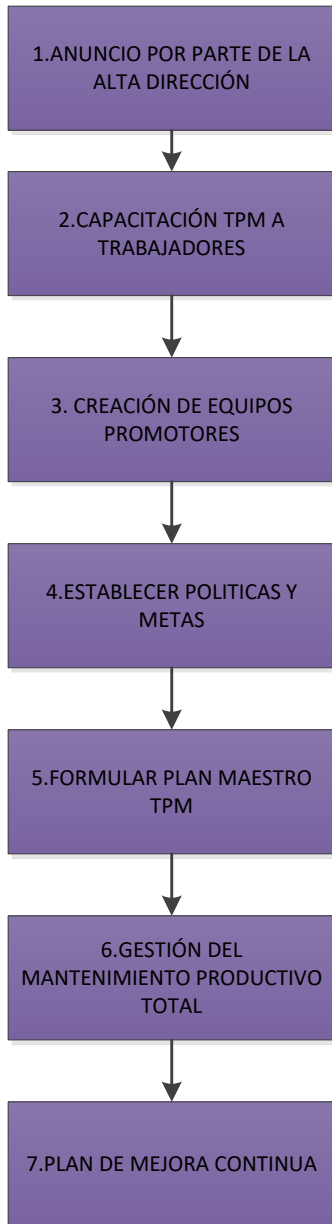 1.ANUNCIO POR PARTE DE LA
ALTA DIRECCIÓN
2.CAPACITACIÓN TPM A
TRABAJADORES
3. CREACIÓN DE EQUIPOS
PROMOTORES
4.ESTABLECER POLITICAS Y
METAS
5.FORMULAR PLAN MAESTRO
TPM
6.GESTIÓN DEL
MANTENIMIENTO PRODUCTIVO
TOTAL
7.PLAN DE MEJORA CONTINUA